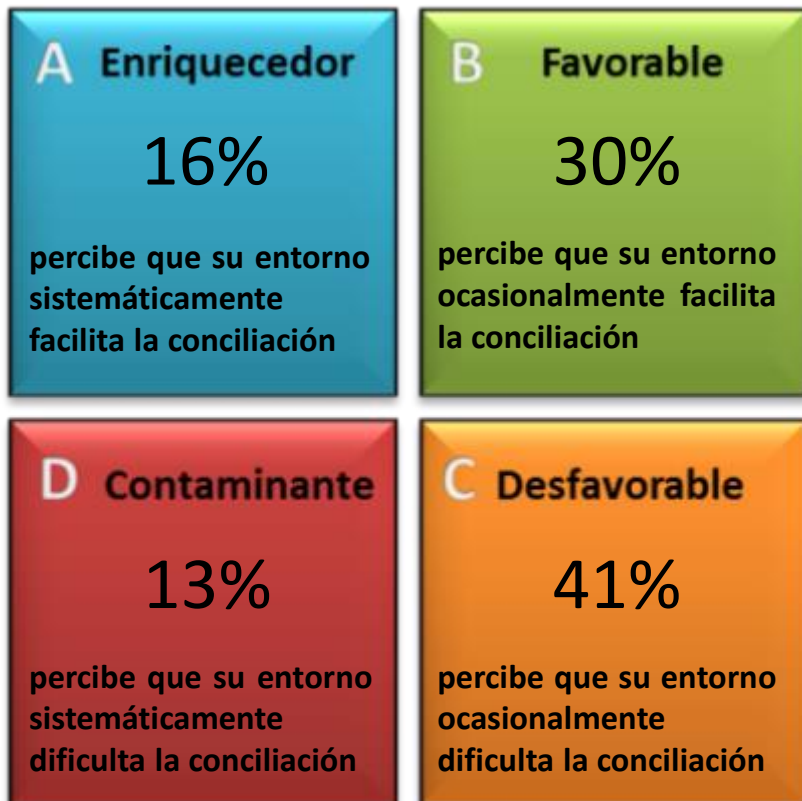 A Enriquecedor
16%
percibe que su entorno
sistemáticamente
facilita la conciliación
B Favorable
30%
percibe que su entorno
ocasionalmente facilita
la conciliación
D Contaminante
13%
percibe que su entorno
sistemáticamente
dificulta la conciliación
C Desfavorable
41%
percibe que su entorno
ocasionalmente
dificulta la conciliación